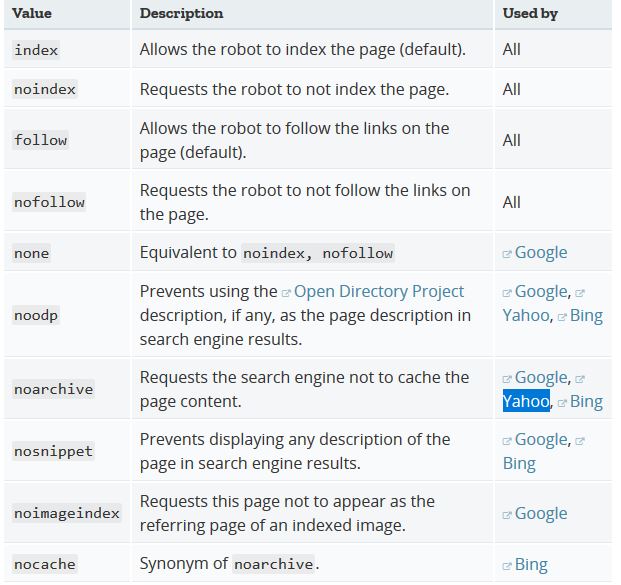 Value Description Used by
index Allows the robot to index the page (default). All
noindex Requests the robot to not index the page. All
follow Allows the robot to follow the links on the
page (default). All
nofollow Requests the robot to not follow the links on
the page. All
none Equivalent to noindex, nofollow Google
noodp Prevents using the Open Directory Project
description, if any, as the page description in
search engine results. Google,
Yahoo, Bing
noarchive Requests the search engine not to cache the
page content. Google,
Yahoo, Bing
nosnippet Prevents displaying any description of the
page in search engine results. Google,
Bing
noimageindex Requests this page not to appear as the
referring page of an indexed image. Google
nocache Synonym of noarchive. Bing